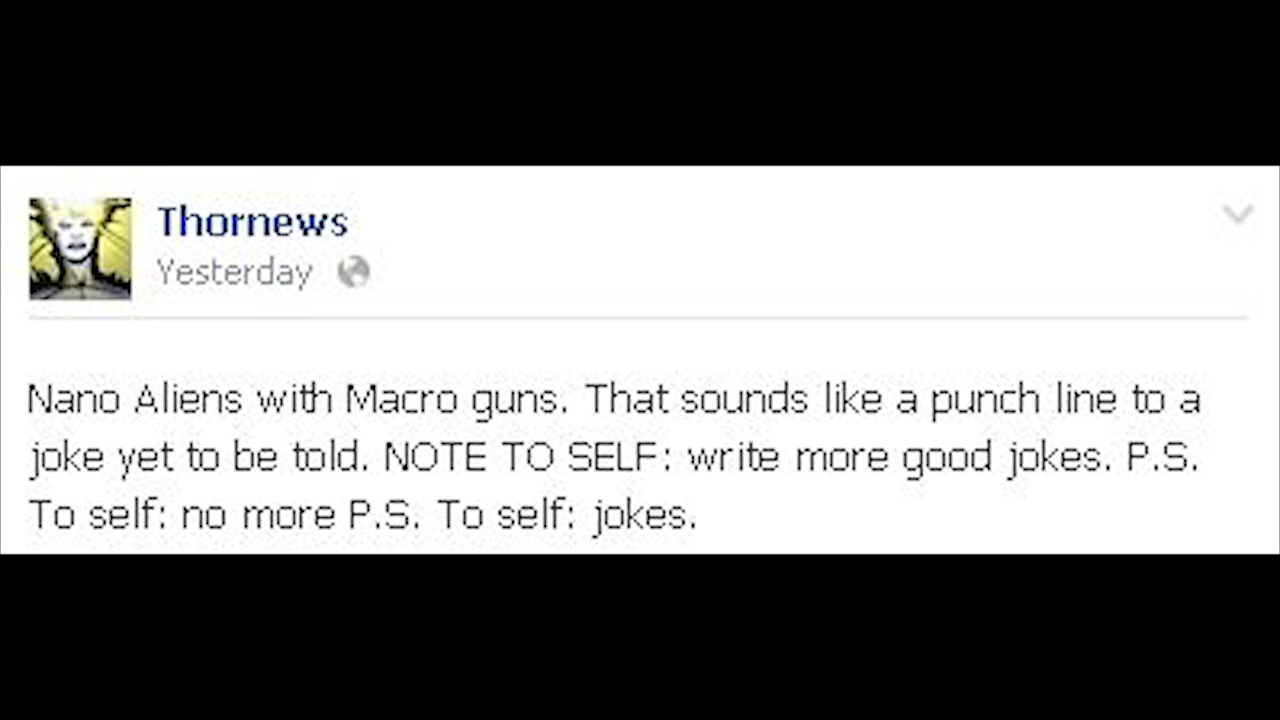 Thornews
Yesterday
Nano Aliens with Macro guns. That sounds like a punch line to a
joke yet to be told. NOTE TO SELF: write more good jokes. P.S.
To self: no more P.S. To self: jokes.